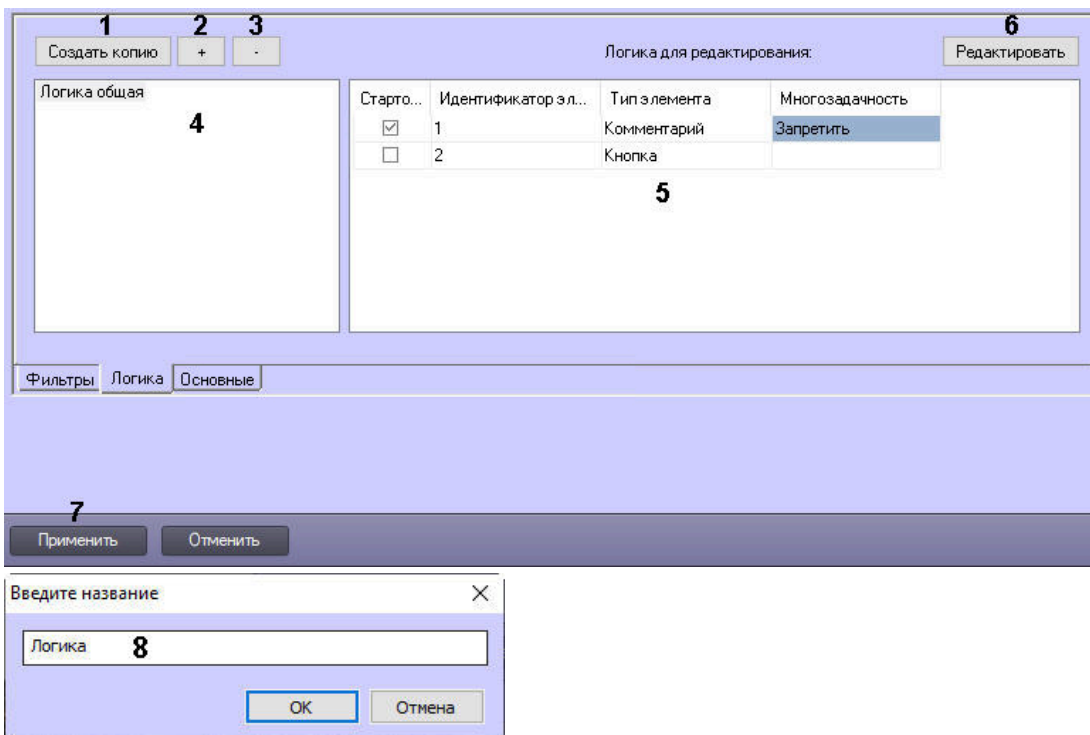 1 2 3 6
Создать копию + - Логика для редактирования: Редактировать
Логика общая
4
Старто... Идентификатор эл... Тип элемента Многозадачность
1 Комментарий Запретить
2 Кнопка
5
Фильтры Логика Основные
7
Применить Отменить
Введите название
Логика 8
OK Отмена